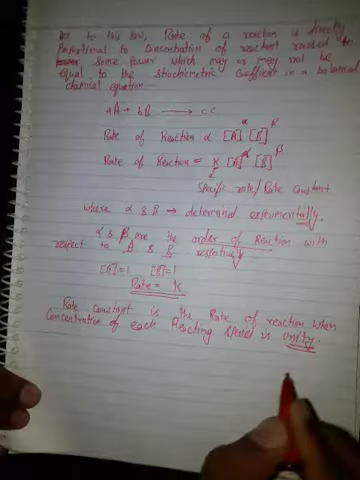 to this law, Rate of a reaction is directly
Proportional to Concentration of reactant raised to
some power which may or may not be
Equal to the Stochiometric Coefficient in a balanced
chemical equation
aA + bB → cC
Rate of Reaction α [A]^α [B]^β
Rate of Reaction = K [A]^α [B]^β
Specific rate/Rate constant
where α & β → determined experimentally.
α & β are the order of Reaction with
respect to A & B respectively
[A]=1 [B]=1
Rate = K
Rate constant is the Rate of reaction when
Concentration of each Reacting species is Unity.